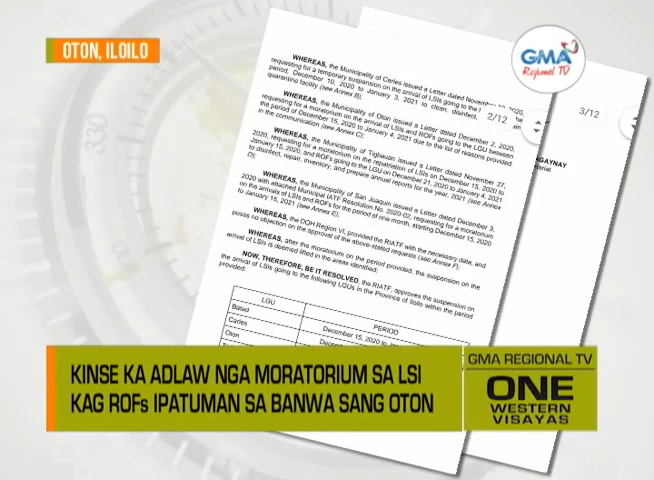 OTON, ILOILO
GMA
Regional TV
WHEREAS, the Municipality of Carles issued a Letter dated November
requesting for a temporary suspension on the arrival of LSIs going to the
period, December 10, 2020 to January 3, 2021 to clean, disinfect,
quarantine facility (see Annex B);
WHEREAS, the Municipality of Oton issued a Letter dated December 2, 2020,
requesting for a moratorium on the arrival of LSIs and ROFs going to the LGU between
the period of December 15, 2020 to January 4, 2021 due to the list of reasons provided
in the communication (see Annex C);
WHEREAS, the Municipality of Tigbauan issued a Letter dated November 27,
2020, requesting for a moratorium on the repatriation of LSIs on December 15, 2020 to
January 15, 2020, and ROFs going to the LGU on December 21, 2020 to January 4, 2021
to disinfect, repair, inventory, and prepare annual reports for the year, 2021 (see Annex
D);
WHEREAS, the Municipality of San Joaquin issued a Letter dated December 3,
2020 with attached Municipal IATF Resolution No. 2020-02, requesting for a moratorium
on the arrivals of LSIs and ROFs for the period of one month, starting December 15, 2020
to January 15, 2021 (see Annex E);
WHEREAS, the DOH Region VI, provided the RIATF with the necessary date, and
poses no objection on the approval of the above-stated requests (see Annex F);
WHEREAS, after the moratorium on the period provided, the suspension on the
arrival of LSIs is deemed lifted in the areas identified;
NOW, THEREFORE, BE IT RESOLVED, the RIATF, approves the suspension on
the arrival of LSIs going to the following LGUs in the Province of Iloilo within the period
provided:
LGU PERIOD
Batad December 15, 2020 to
Carles
Oton
2/12
3/12
AGAYNAY
KINSE KA ADLAW NGA MORATORIUM SA LSI
KAG ROFs IPATUMAN SA BANWA SANG OTON
GMA REGIONAL TV
ONE
WESTERN
VISAYAS